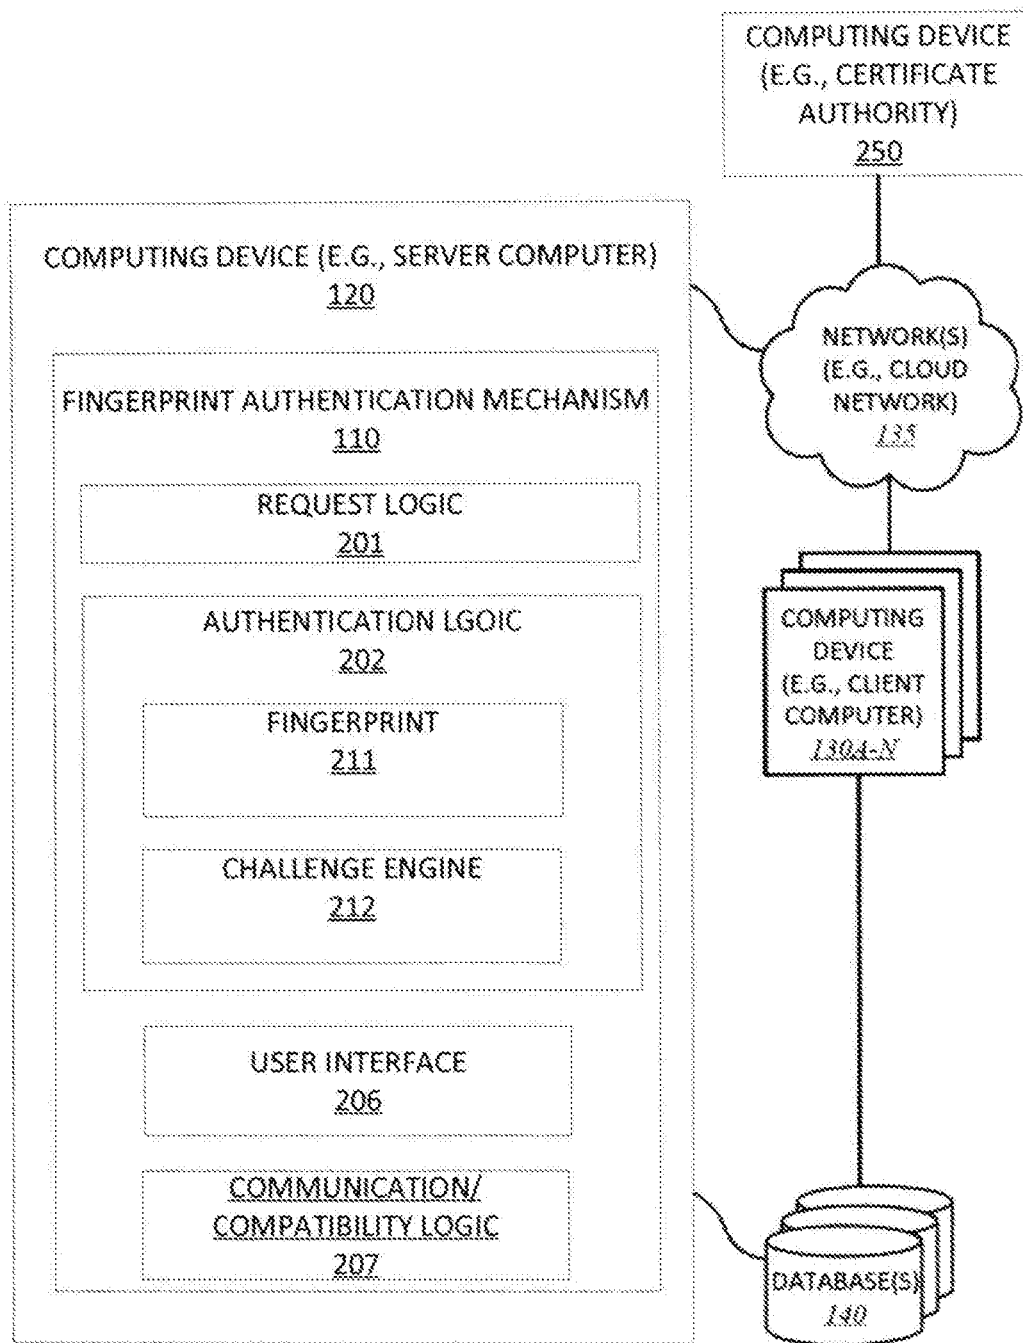 COMPUTING DEVICE
(E.G., CERTIFICATE
AUTHORITY)
250
COMPUTING DEVICE (E.G., SERVER COMPUTER)
120
FINGERPRINT AUTHENTICATION MECHANISM
110
REQUEST LOGIC
201
AUTHENTICATION LGOIC
202
FINGERPRINT
211
CHALLENGE ENGINE
212
USER INTERFACE
206
COMMUNICATION/
COMPATIBILITY LOGIC
207
NETWORK(S)
(E.G., CLOUD
NETWORK)
135
COMPUTING
DEVICE
(E.G., CLIENT
COMPUTER)
130A-N
DATABASE(S)
140